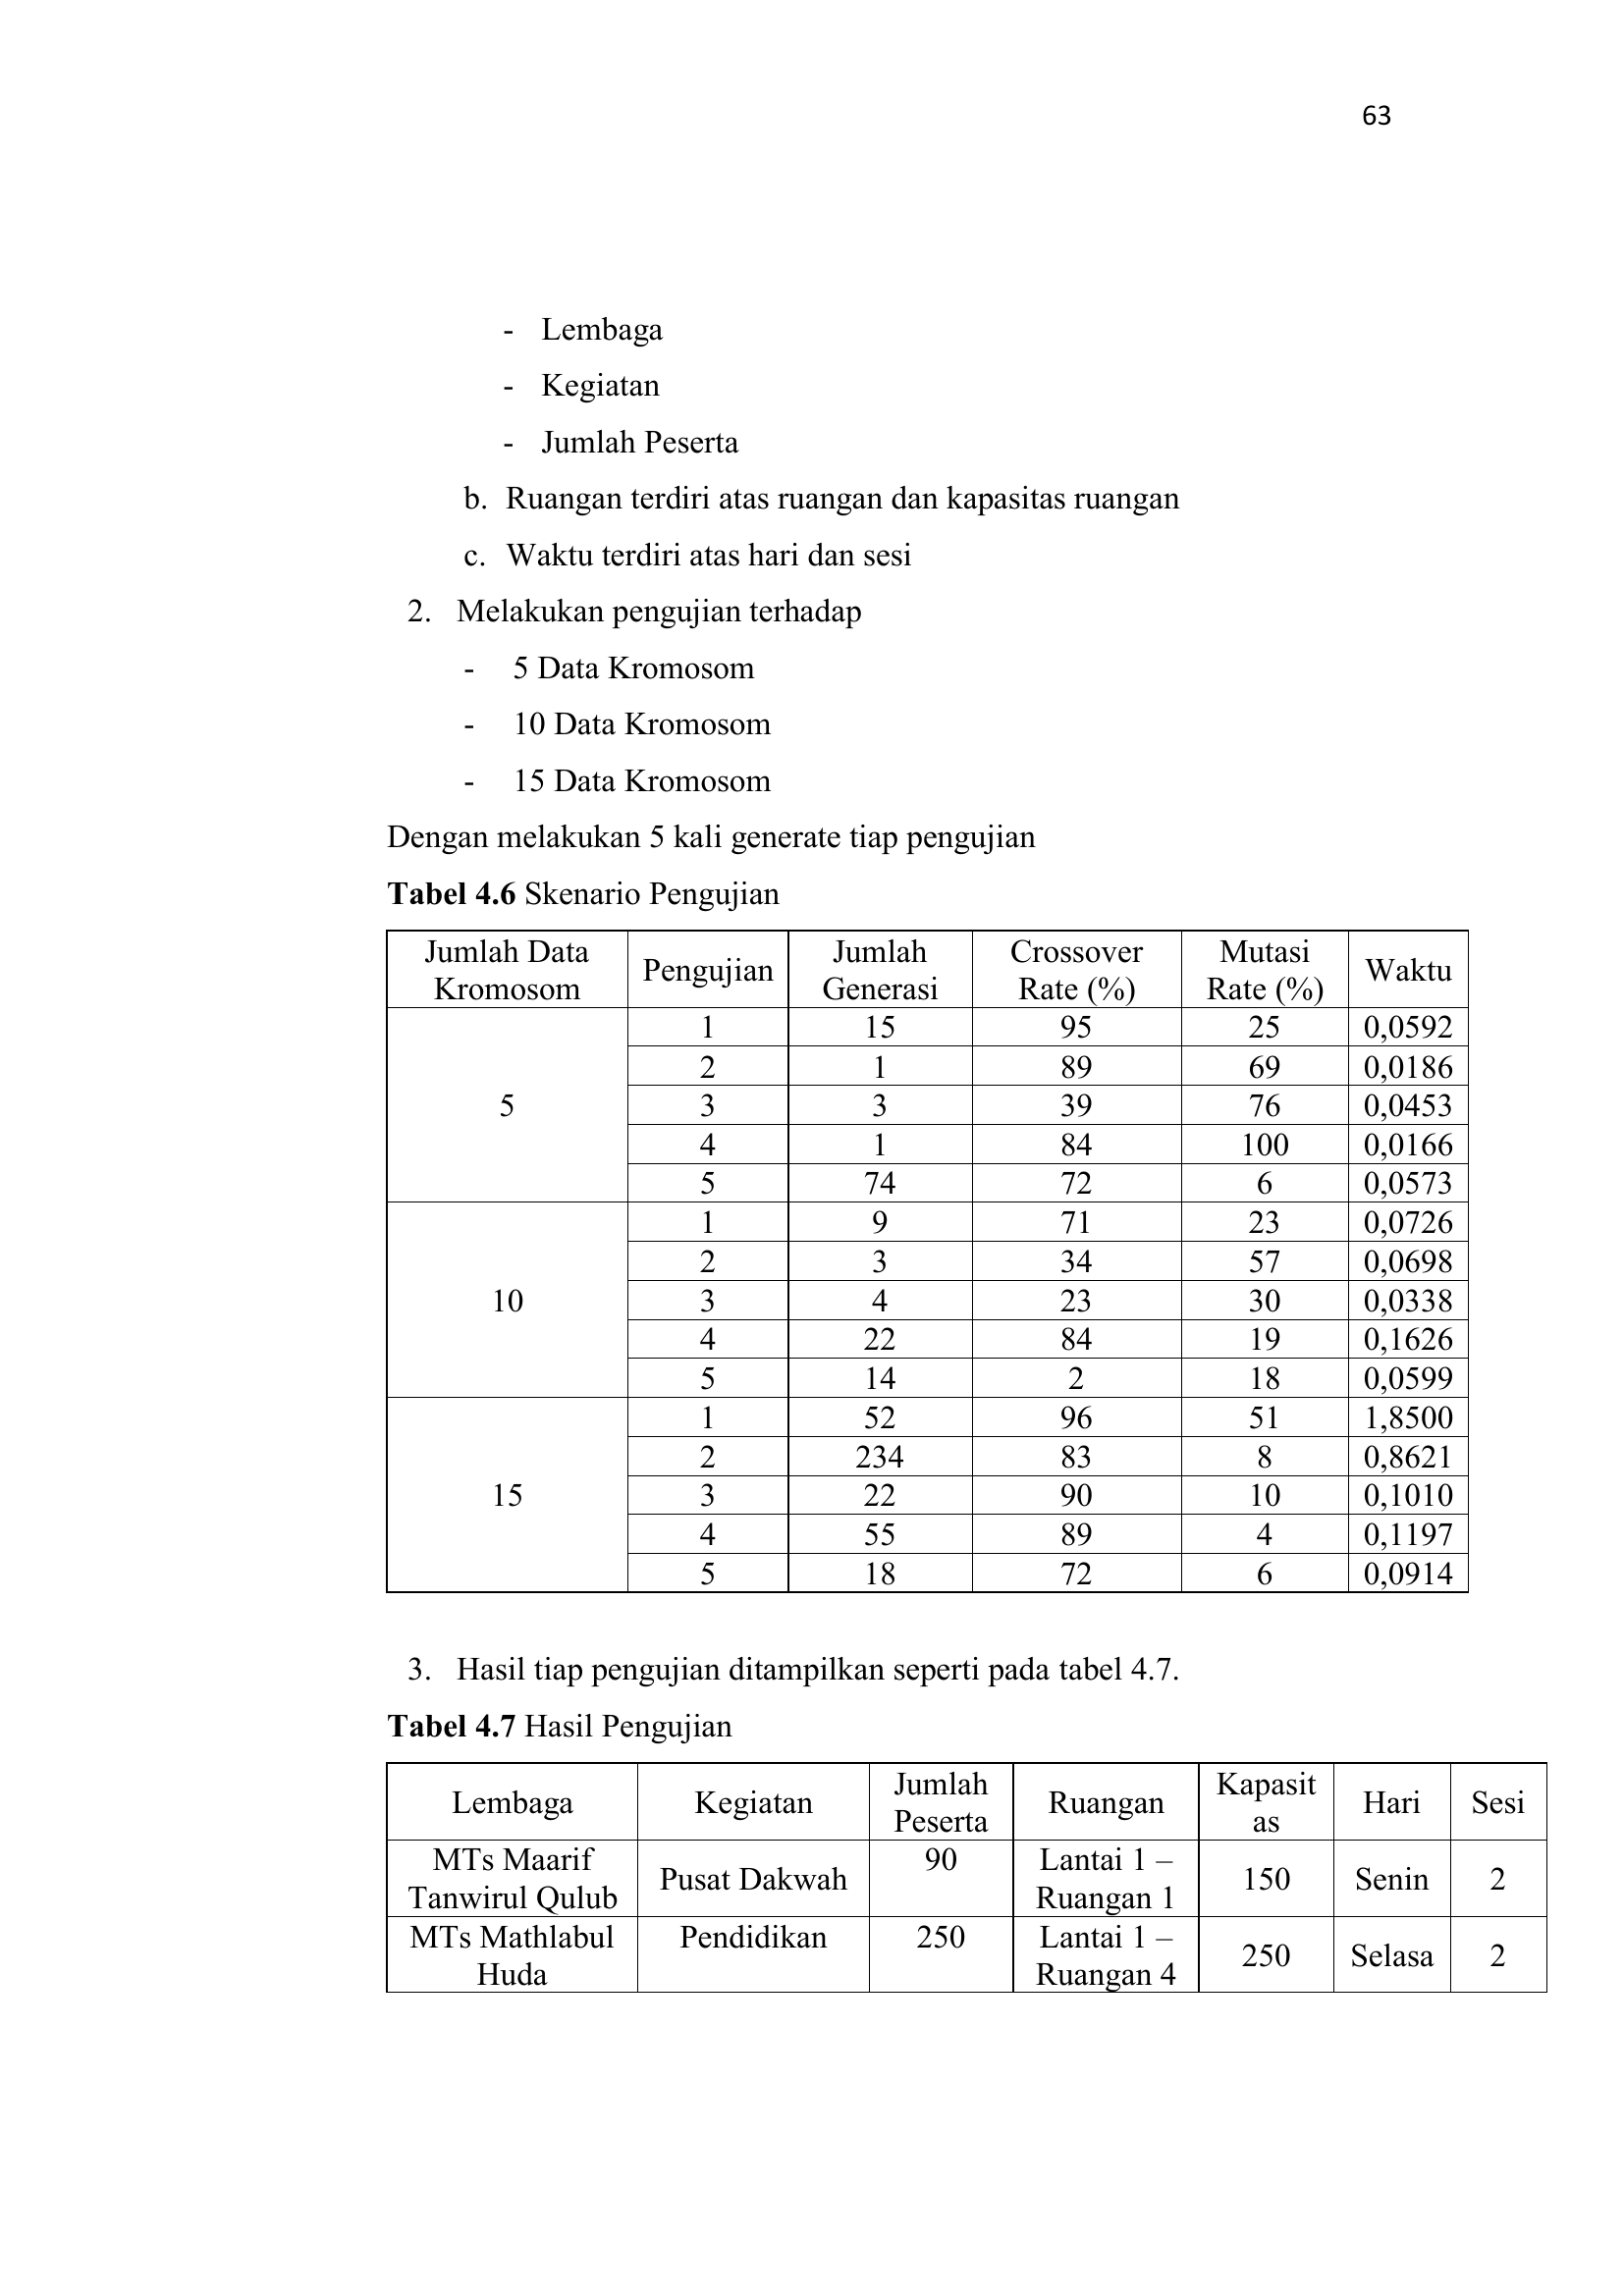 63
- Lembaga
- Kegiatan
- Jumlah Peserta
b. Ruangan terdiri atas ruangan dan kapasitas ruangan
c. Waktu terdiri atas hari dan sesi
2. Melakukan pengujian terhadap
- 5 Data Kromosom
- 10 Data Kromosom
- 15 Data Kromosom
Dengan melakukan 5 kali generate tiap pengujian
Tabel 4.6 Skenario Pengujian
Jumlah Data Kromosom Pengujian Jumlah Generasi Crossover Rate (%) Mutasi Rate (%) Waktu
5 1 15 95 25 0,0592
2 1 89 69 0,0186
3 3 39 76 0,0453
4 1 84 100 0,0166
5 74 72 6 0,0573
10 1 9 71 23 0,0726
2 3 34 57 0,0698
3 4 23 30 0,0338
4 22 84 19 0,1626
5 14 2 18 0,0599
15 1 52 96 51 1,8500
2 234 83 8 0,8621
3 22 90 10 0,1010
4 55 89 4 0,1197
5 18 72 6 0,0914
3. Hasil tiap pengujian ditampilkan seperti pada tabel 4.7.
Tabel 4.7 Hasil Pengujian
Lembaga Kegiatan Jumlah Peserta Ruangan Kapasit as Hari Sesi
MTs Maarif Tanwirul Qulub Pusat Dakwah 90 Lantai 1 – Ruangan 1 150 Senin 2
MTs Mathlabul Huda Pendidikan 250 Lantai 1 – Ruangan 4 250 Selasa 2